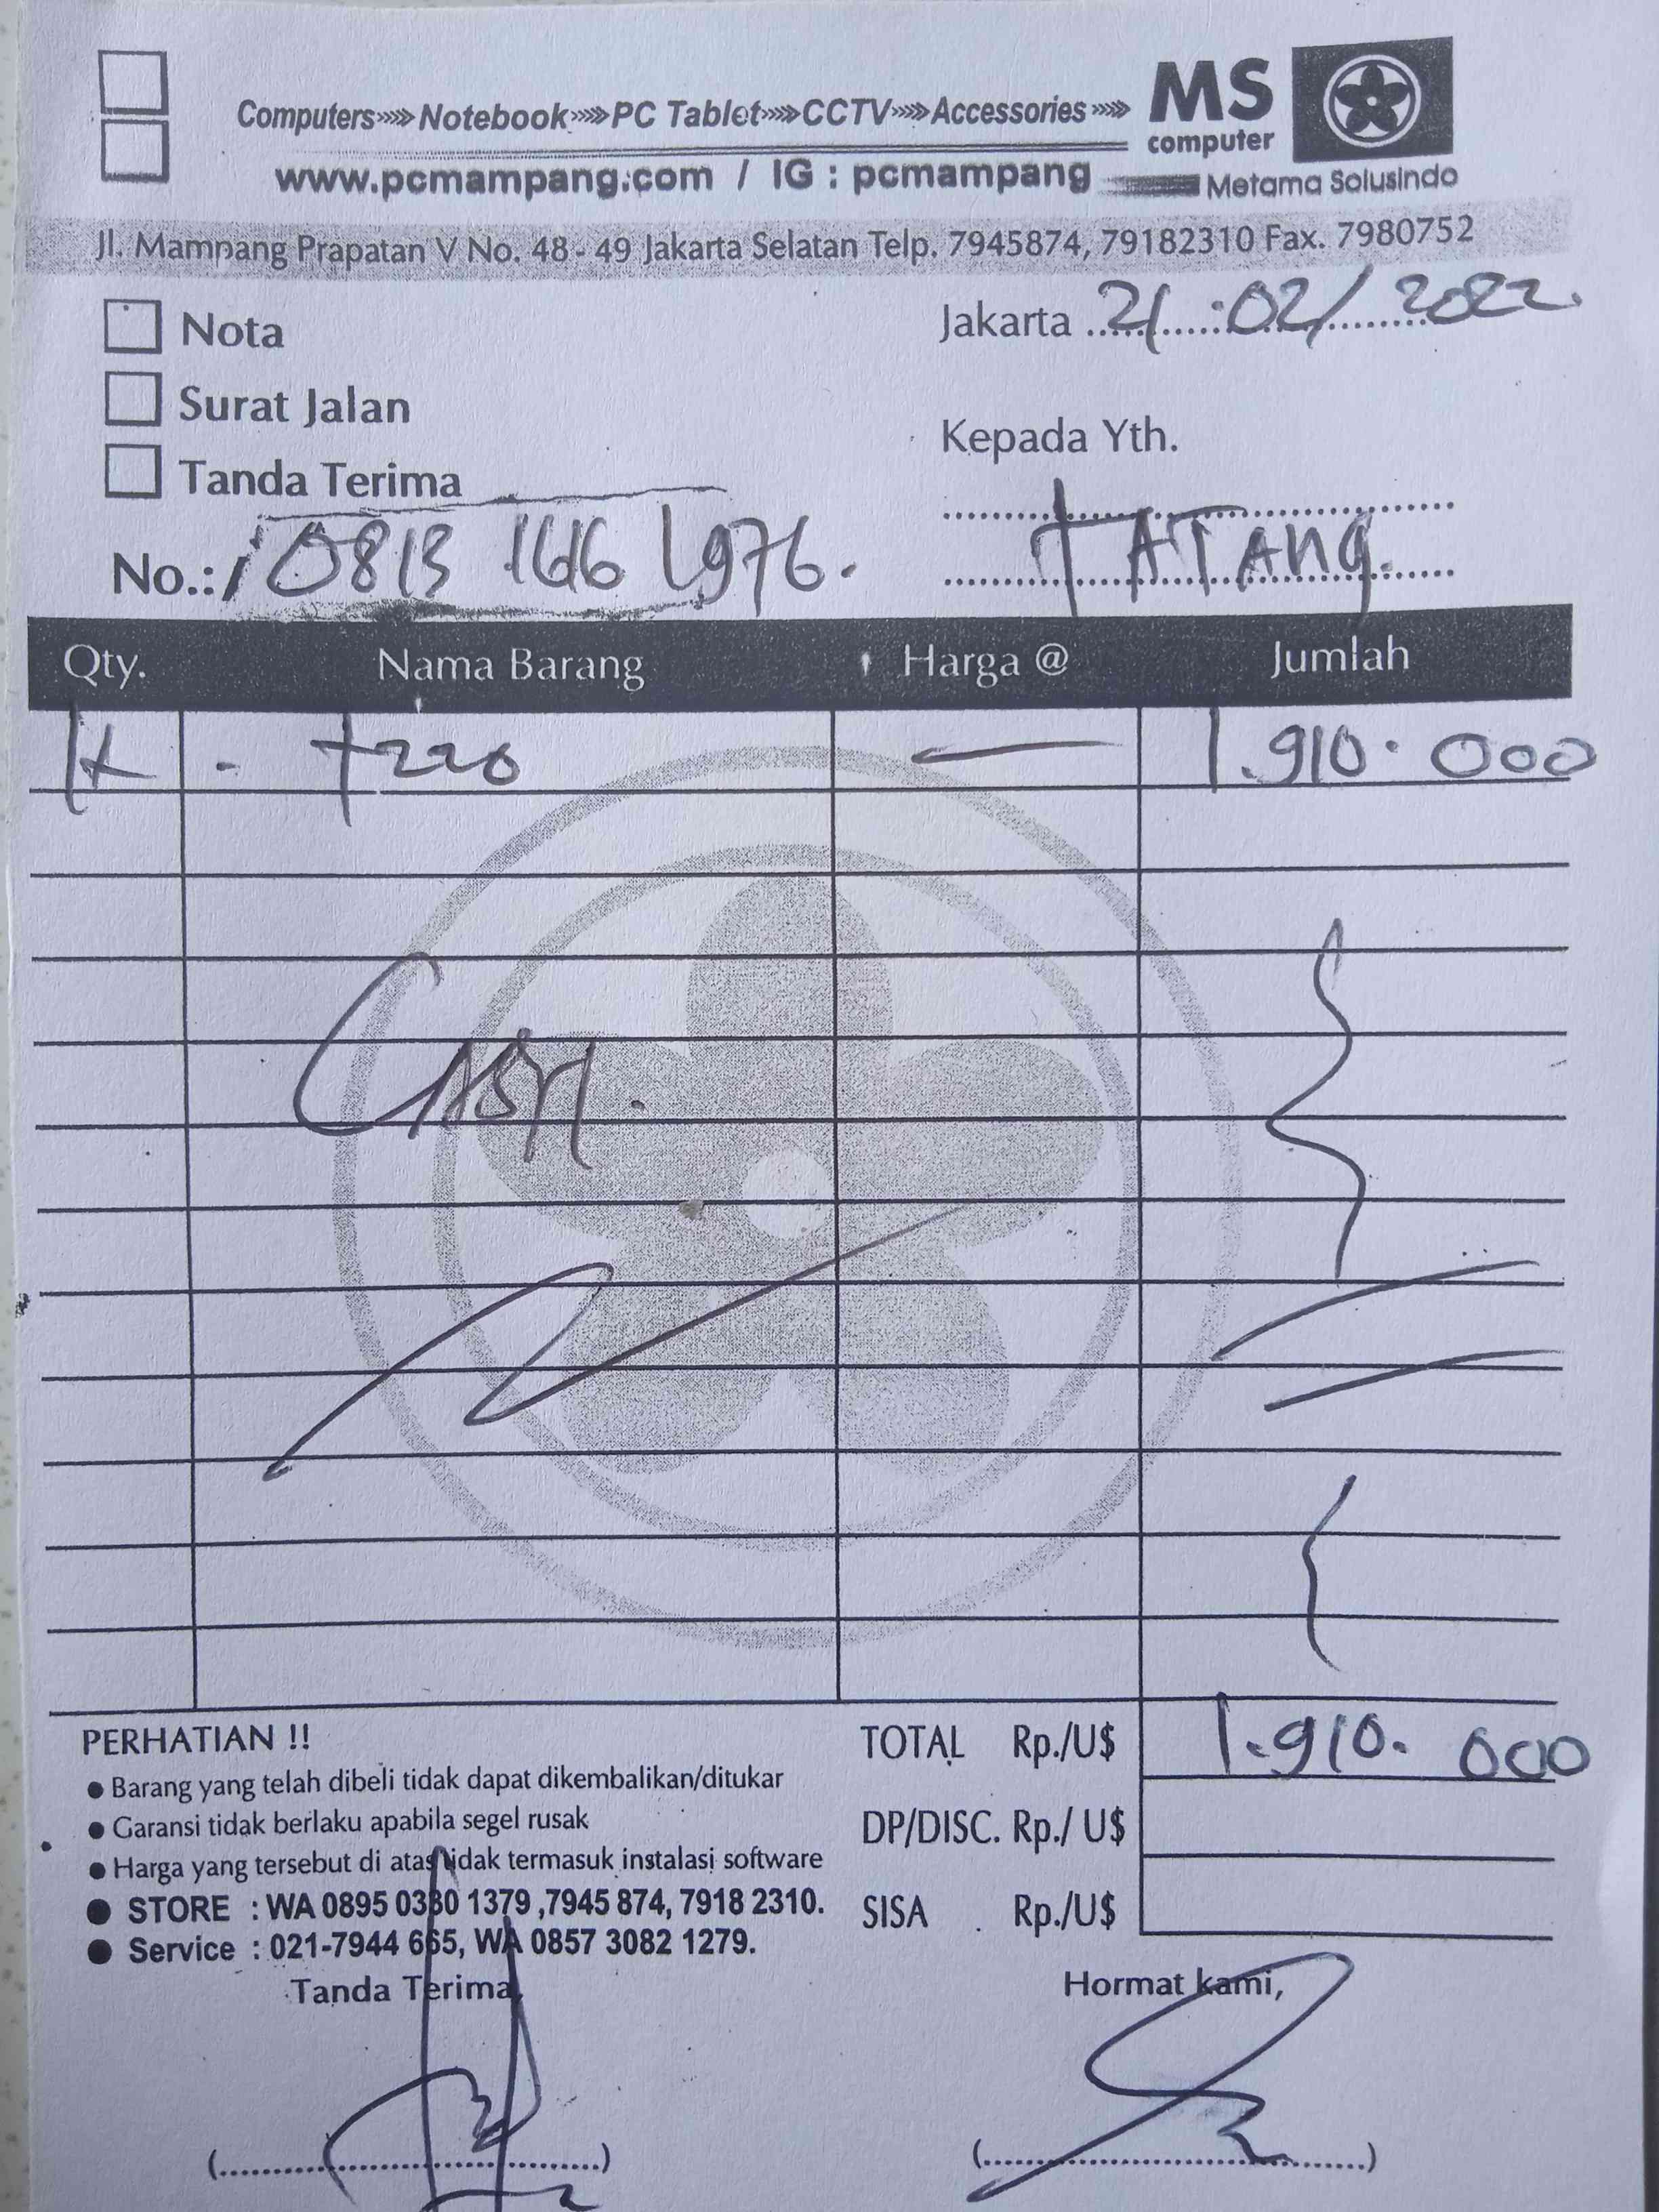 Computers»»»Notebook»»»PC Tablet»»»CCTV»»»Accessories»»»
MS
computer
www.pcmampang.com / IG : pcmampang
Metama Solusindo
Jl. Mampang Prapatan V No. 48 - 49 Jakarta Selatan Telp. 7945874, 79182310 Fax. 7980752
Nota
Jakarta 21/02/2022
Surat Jalan
Kepada Yth.
Tanda Terima
No.: 0813 1616 1976.
TATANG.
Qty. Nama Barang Harga @ Jumlah
1x - T220 — 1.910.000
CASH.
PERHATIAN !!
TOTAL Rp./U$ 1.910.000
● Barang yang telah dibeli tidak dapat dikembalikan/ditukar
● Garansi tidak berlaku apabila segel rusak
DP/DISC. Rp./ U$
● Harga yang tersebut di atas tidak termasuk instalasi software
● STORE : WA 0895 0380 1379 ,7945 874, 7918 2310.
SISA Rp./U$
● Service : 021-7944 665, WA 0857 3082 1279.
Tanda Terima,
Hormat kami,
(..............................)
(..............................)